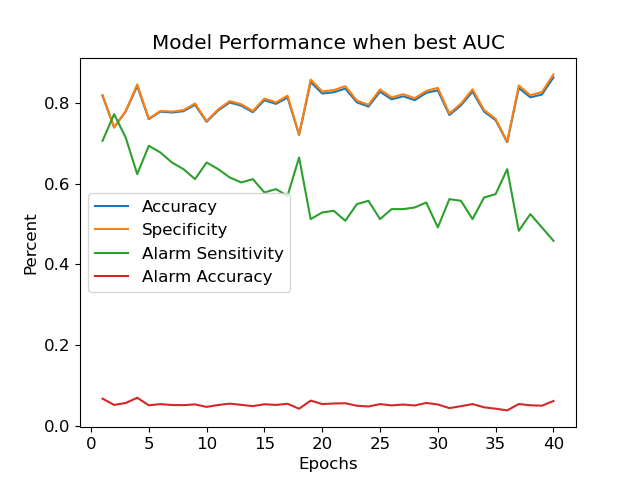 Model Performance when best AUC
Percent
0.8
0.6
0.4
0.2
0.0
Accuracy
Specificity
Alarm Sensitivity
Alarm Accuracy
0 5 10 15 20 25 30 35 40
Epochs